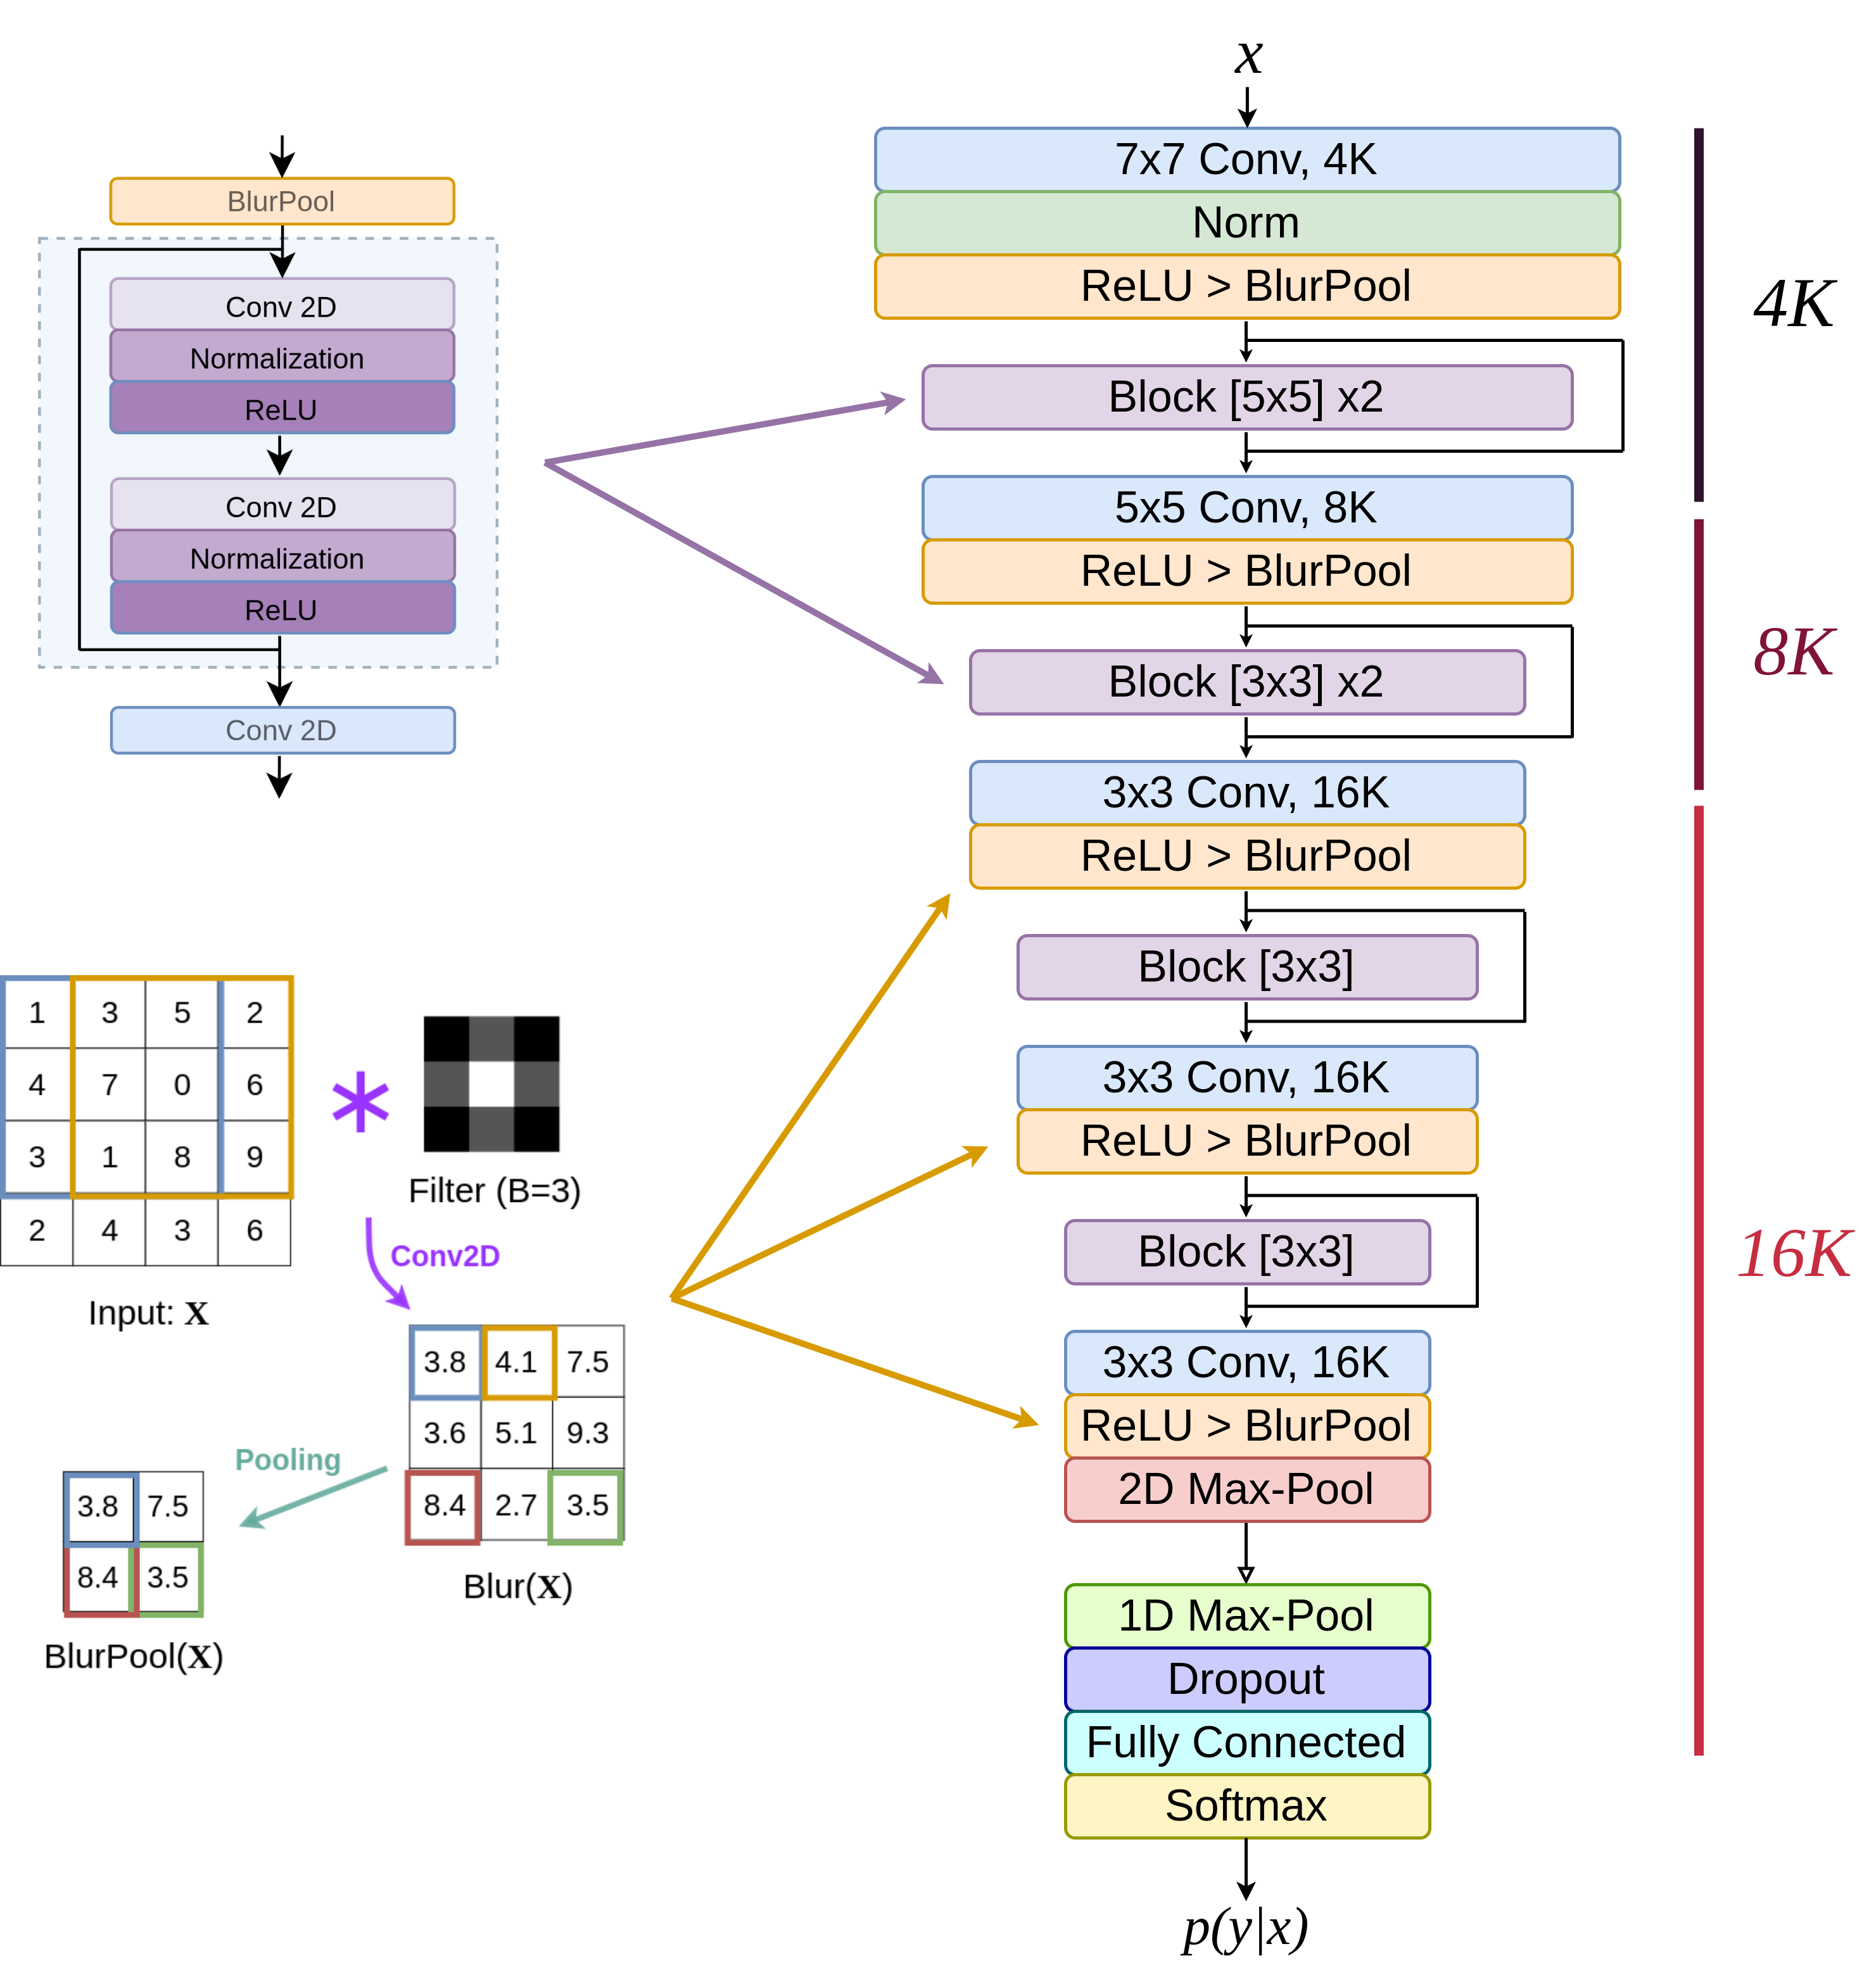 BlurPool
Conv 2D
Normalization
ReLU
Conv 2D
Normalization
ReLU
Conv 2D
1 3 5 2
4 7 0 6
3 1 8 9
2 4 3 6
Input: X
*
Filter (B=3)
Conv2D
3.8 4.1 7.5
3.6 5.1 9.3
8.4 2.7 3.5
Blur(X)
Pooling
3.8 7.5
8.4 3.5
BlurPool(X)
x
7x7 Conv, 4K
Norm
ReLU > BlurPool
Block [5x5] x2
5x5 Conv, 8K
ReLU > BlurPool
Block [3x3] x2
3x3 Conv, 16K
ReLU > BlurPool
Block [3x3]
3x3 Conv, 16K
ReLU > BlurPool
Block [3x3]
3x3 Conv, 16K
ReLU > BlurPool
2D Max-Pool
1D Max-Pool
Dropout
Fully Connected
Softmax
p(y|x)
4K
8K
16K